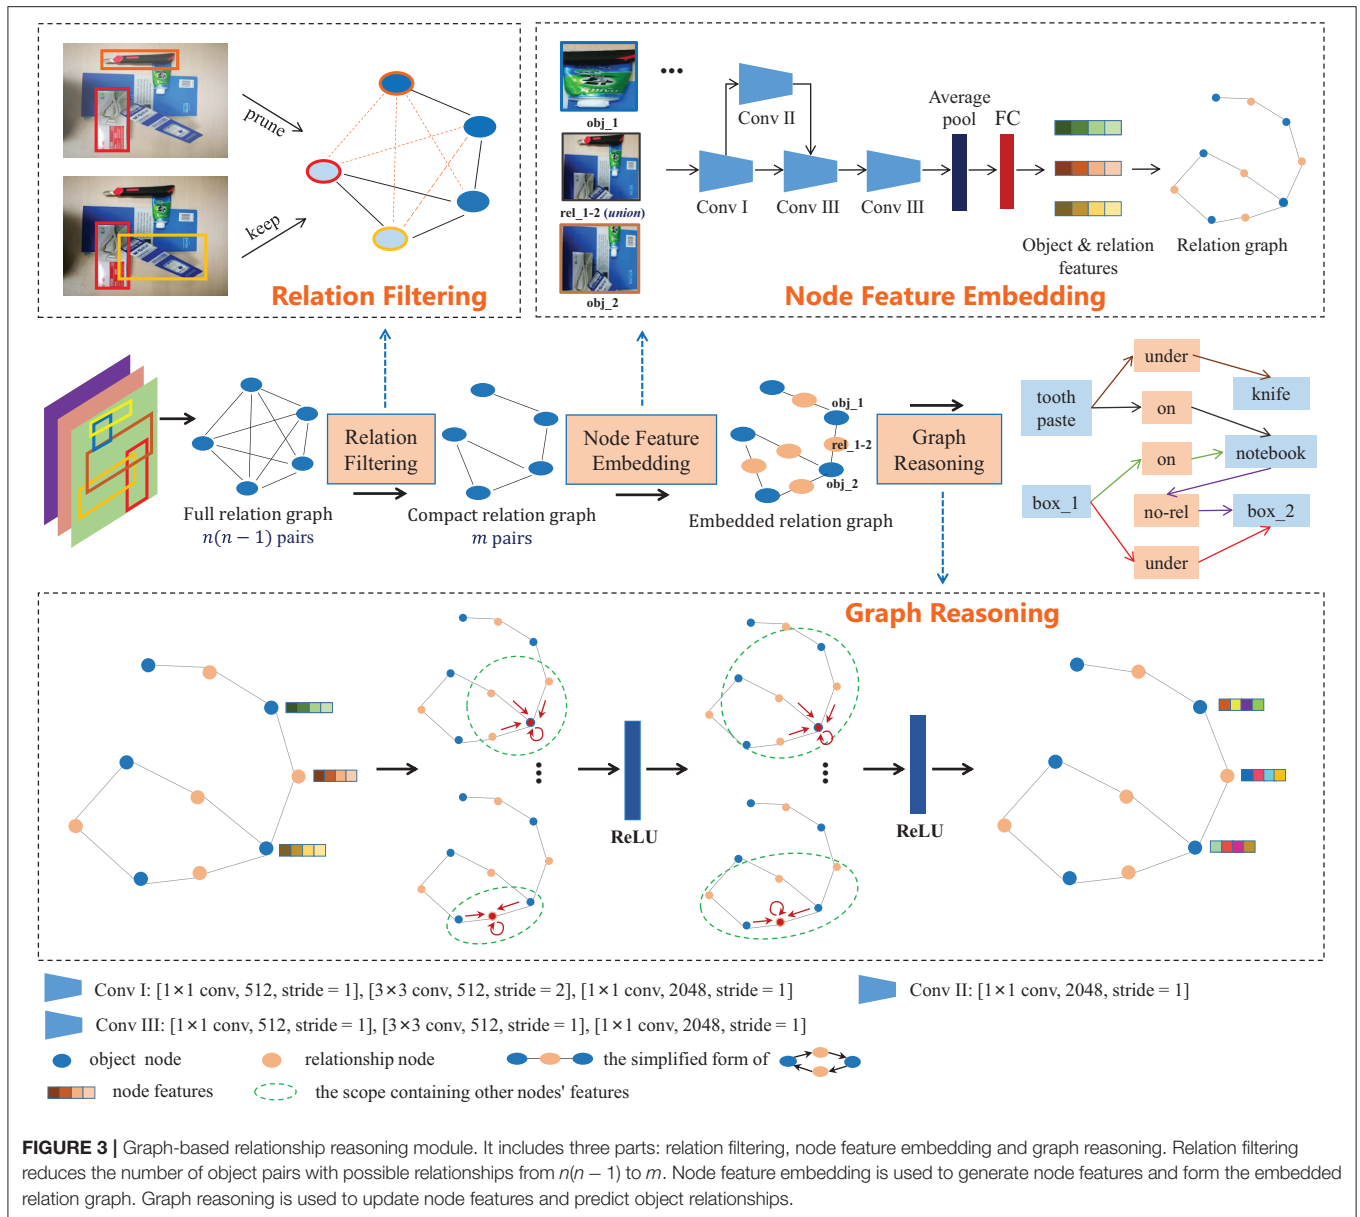 prune
keep
Relation Filtering
obj_1
rel_1-2 (union)
obj_2
...
Conv II
Conv I
Conv III
Conv III
Average
pool
FC
Object & relation
features
Relation graph
Node Feature Embedding
Full relation graph
n(n − 1) pairs
Relation
Filtering
Compact relation graph
m pairs
Node Feature
Embedding
obj_1
rel_1-2
obj_2
Embedded relation graph
Graph
Reasoning
tooth
paste
under
knife
on
on
notebook
box_1
no-rel
box_2
under
Graph Reasoning
ReLU
ReLU
Conv I: [1×1 conv, 512, stride = 1], [3×3 conv, 512, stride = 2], [1×1 conv, 2048, stride = 1]
Conv II: [1×1 conv, 2048, stride = 1]
Conv III: [1×1 conv, 512, stride = 1], [3×3 conv, 512, stride = 1], [1×1 conv, 2048, stride = 1]
object node
relationship node
the simplified form of
node features
the scope containing other nodes' features
FIGURE 3 | Graph-based relationship reasoning module. It includes three parts: relation filtering, node feature embedding and graph reasoning. Relation filtering
reduces the number of object pairs with possible relationships from n(n − 1) to m. Node feature embedding is used to generate node features and form the embedded
relation graph. Graph reasoning is used to update node features and predict object relationships.